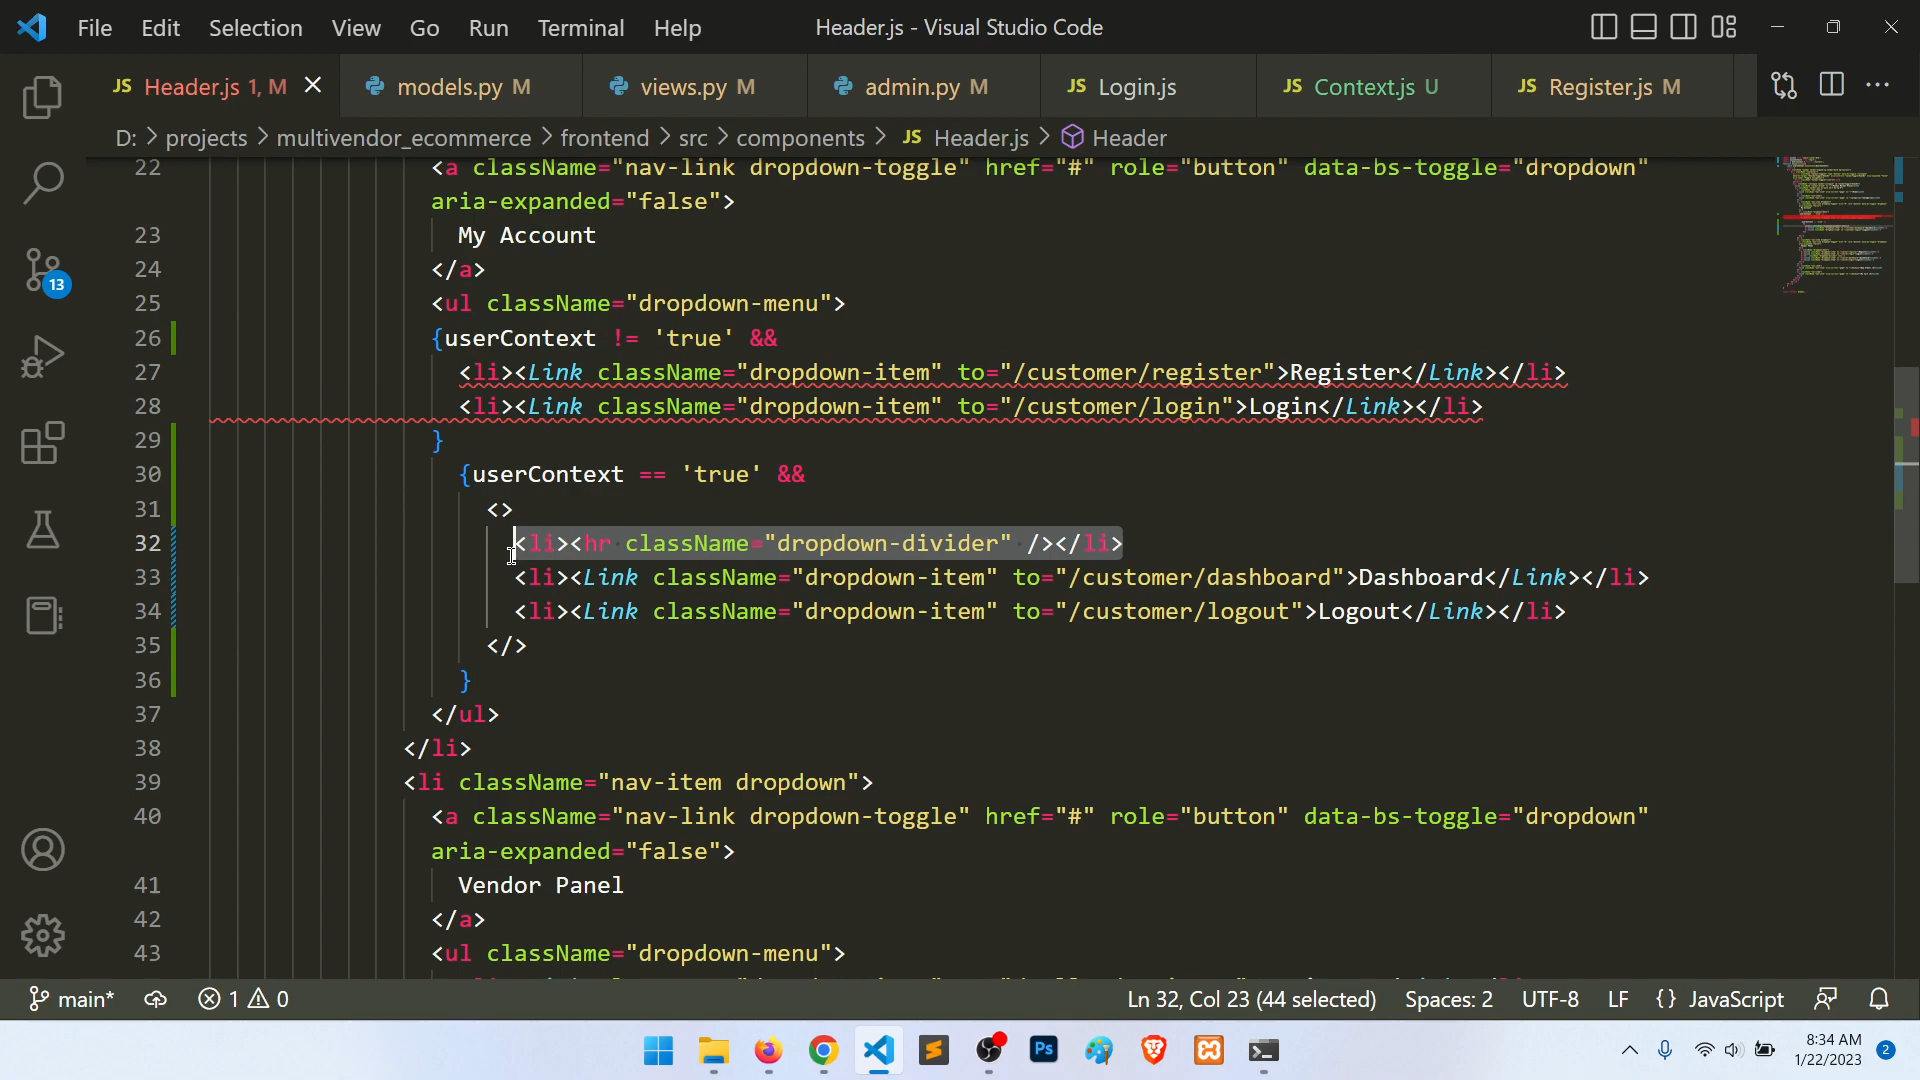 File Edit Selection View Go Run Terminal Help Header.js - Visual Studio Code
JS Header.js 1, M models.py M views.py M admin.py M JS Login.js JS Context.js U JS Register.js M
D: > projects > multivendor_ecommerce > frontend > src > components > JS Header.js > Header
22 <a className="nav-link dropdown-toggle" href="#" role="button" data-bs-toggle="dropdown"
aria-expanded="false">
23 My Account
24 </a>
25 <ul className="dropdown-menu">
26 {userContext != 'true' &&
27 <li><Link className="dropdown-item" to="/customer/register">Register</Link></li>
28 <li><Link className="dropdown-item" to="/customer/login">Login</Link></li>
29 }
30 {userContext == 'true' &&
31 <>
32 <li><hr className="dropdown-divider" /></li>
33 <li><Link className="dropdown-item" to="/customer/dashboard">Dashboard</Link></li>
34 <li><Link className="dropdown-item" to="/customer/logout">Logout</Link></li>
35 </>
36 }
37 </ul>
38 </li>
39 <li className="nav-item dropdown">
40 <a className="nav-link dropdown-toggle" href="#" role="button" data-bs-toggle="dropdown"
aria-expanded="false">
41 Vendor Panel
42 </a>
43 <ul className="dropdown-menu">
13
main* 1 0 Ln 32, Col 23 (44 selected) Spaces: 2 UTF-8 LF {} JavaScript
Ps
8:34 AM
1/22/2023 2